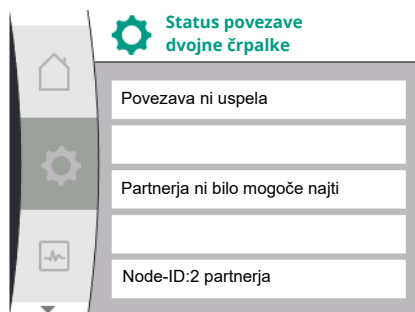 Status povezave
dvojne črpalke
Povezava ni uspela
Partnerja ni bilo mogoče najti
Node-ID:2 partnerja